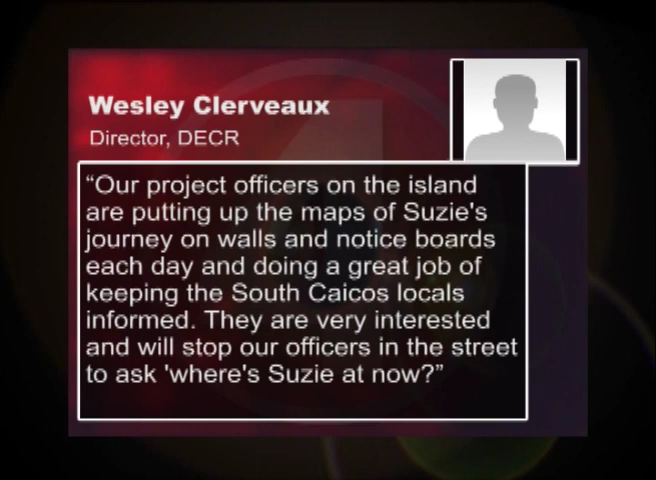 Wesley Clerveaux
Director, DECR
“Our project officers on the island
are putting up the maps of Suzie's
journey on walls and notice boards
each day and doing a great job of
keeping the South Caicos locals
informed. They are very interested
and will stop our officers in the street
to ask 'where's Suzie at now?”